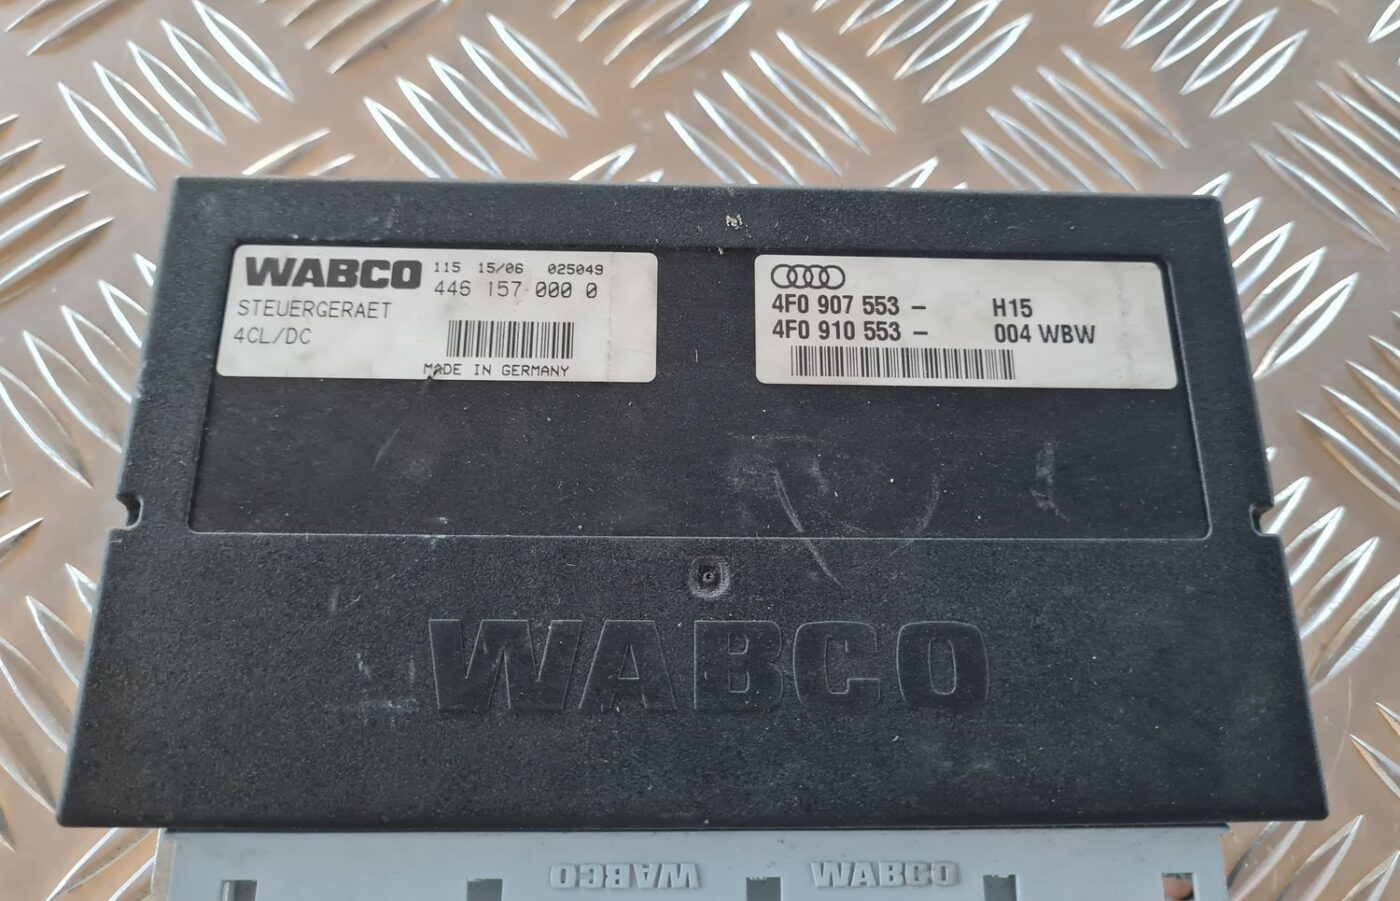 WABCO 115 15/06 025049
446 157 000 0
STEUERGERAET
4CL/DC
MADE IN GERMANY
4F0 907 553 - H15
4F0 910 553 - 004 WBW
WABCO
WABCO WABCO